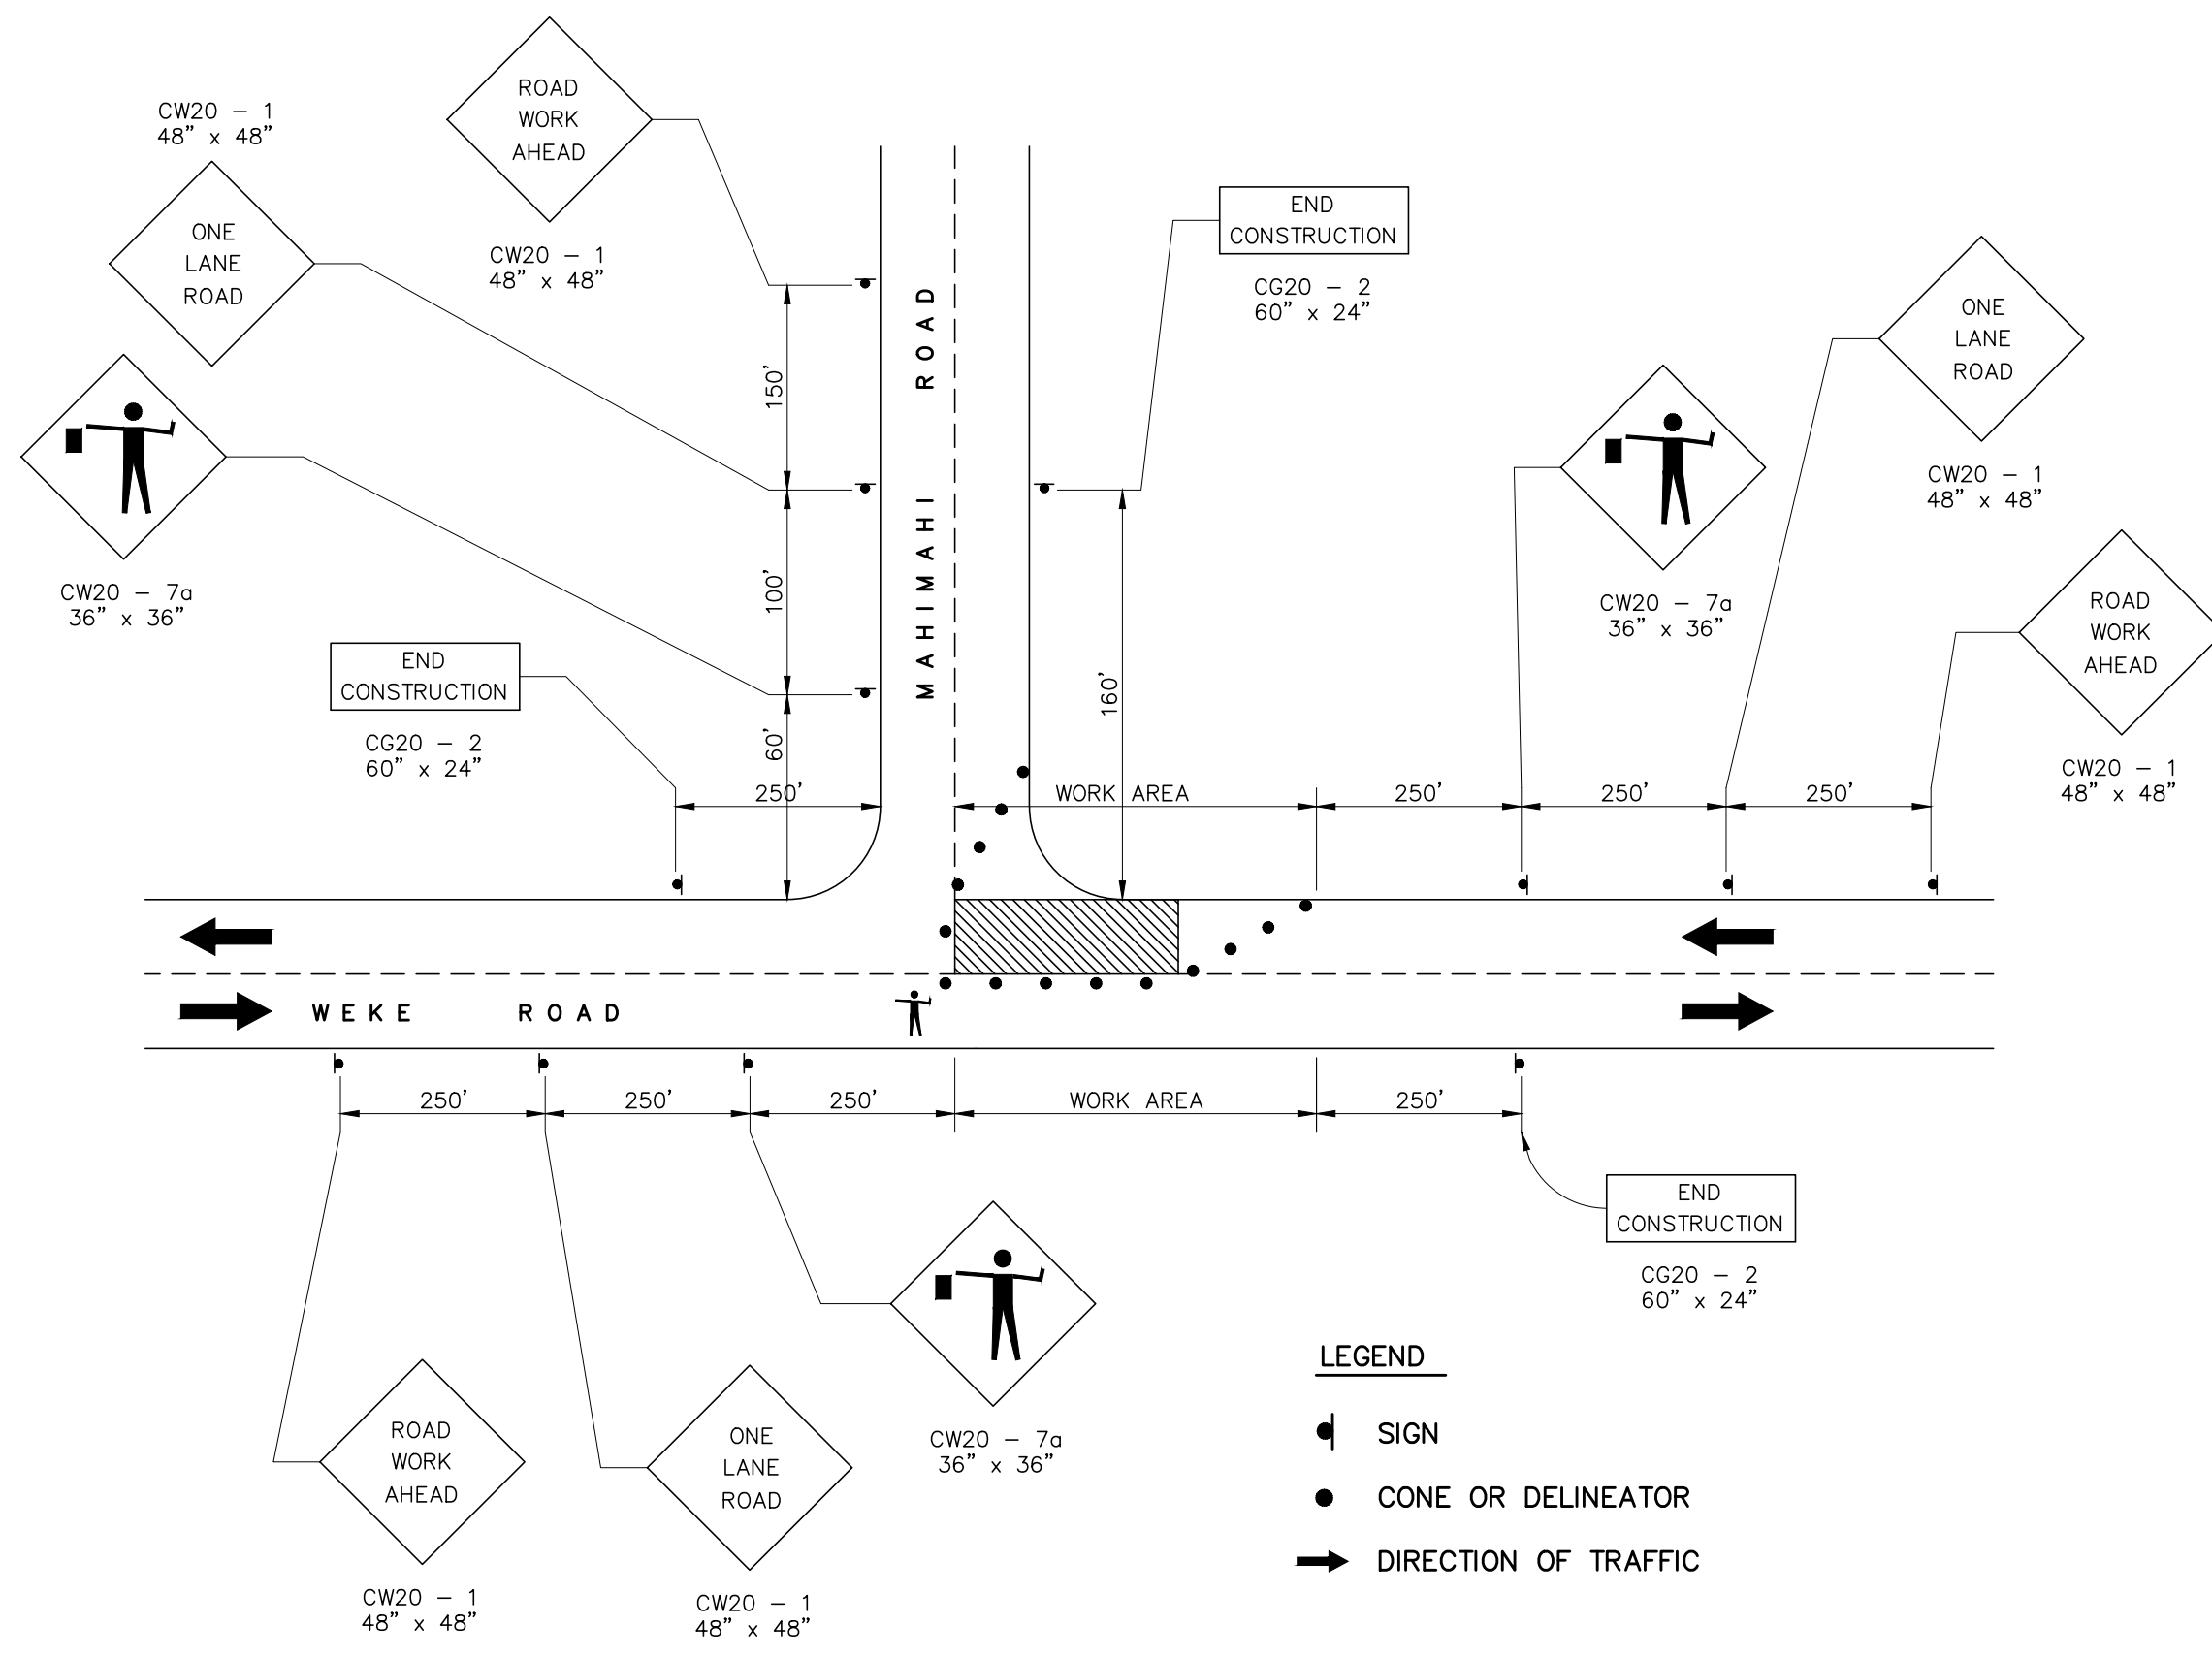 ROAD
WORK
AHEAD
CW20 – 1
48” x 48”
CW20 – 1
48” x 48”
ONE
LANE
ROAD
END
CONSTRUCTION
CG20 – 2
60” x 24”
ONE
LANE
ROAD
CW20 – 1
48” x 48”
CW20 – 7a
36” x 36”
CW20 – 7a
36” x 36”
ROAD
WORK
AHEAD
CW20 – 1
48” x 48”
END
CONSTRUCTION
CG20 – 2
60” x 24”
150’
100’
60’
160’
MAHIMAHI ROAD
250’
WORK AREA
250’
250’
250’
WEKE ROAD
250’
250’
250’
WORK AREA
250’
END
CONSTRUCTION
CG20 – 2
60” x 24”
CW20 – 7a
36” x 36”
ROAD
WORK
AHEAD
CW20 – 1
48” x 48”
ONE
LANE
ROAD
CW20 – 1
48” x 48”
LEGEND
SIGN
CONE OR DELINEATOR
DIRECTION OF TRAFFIC